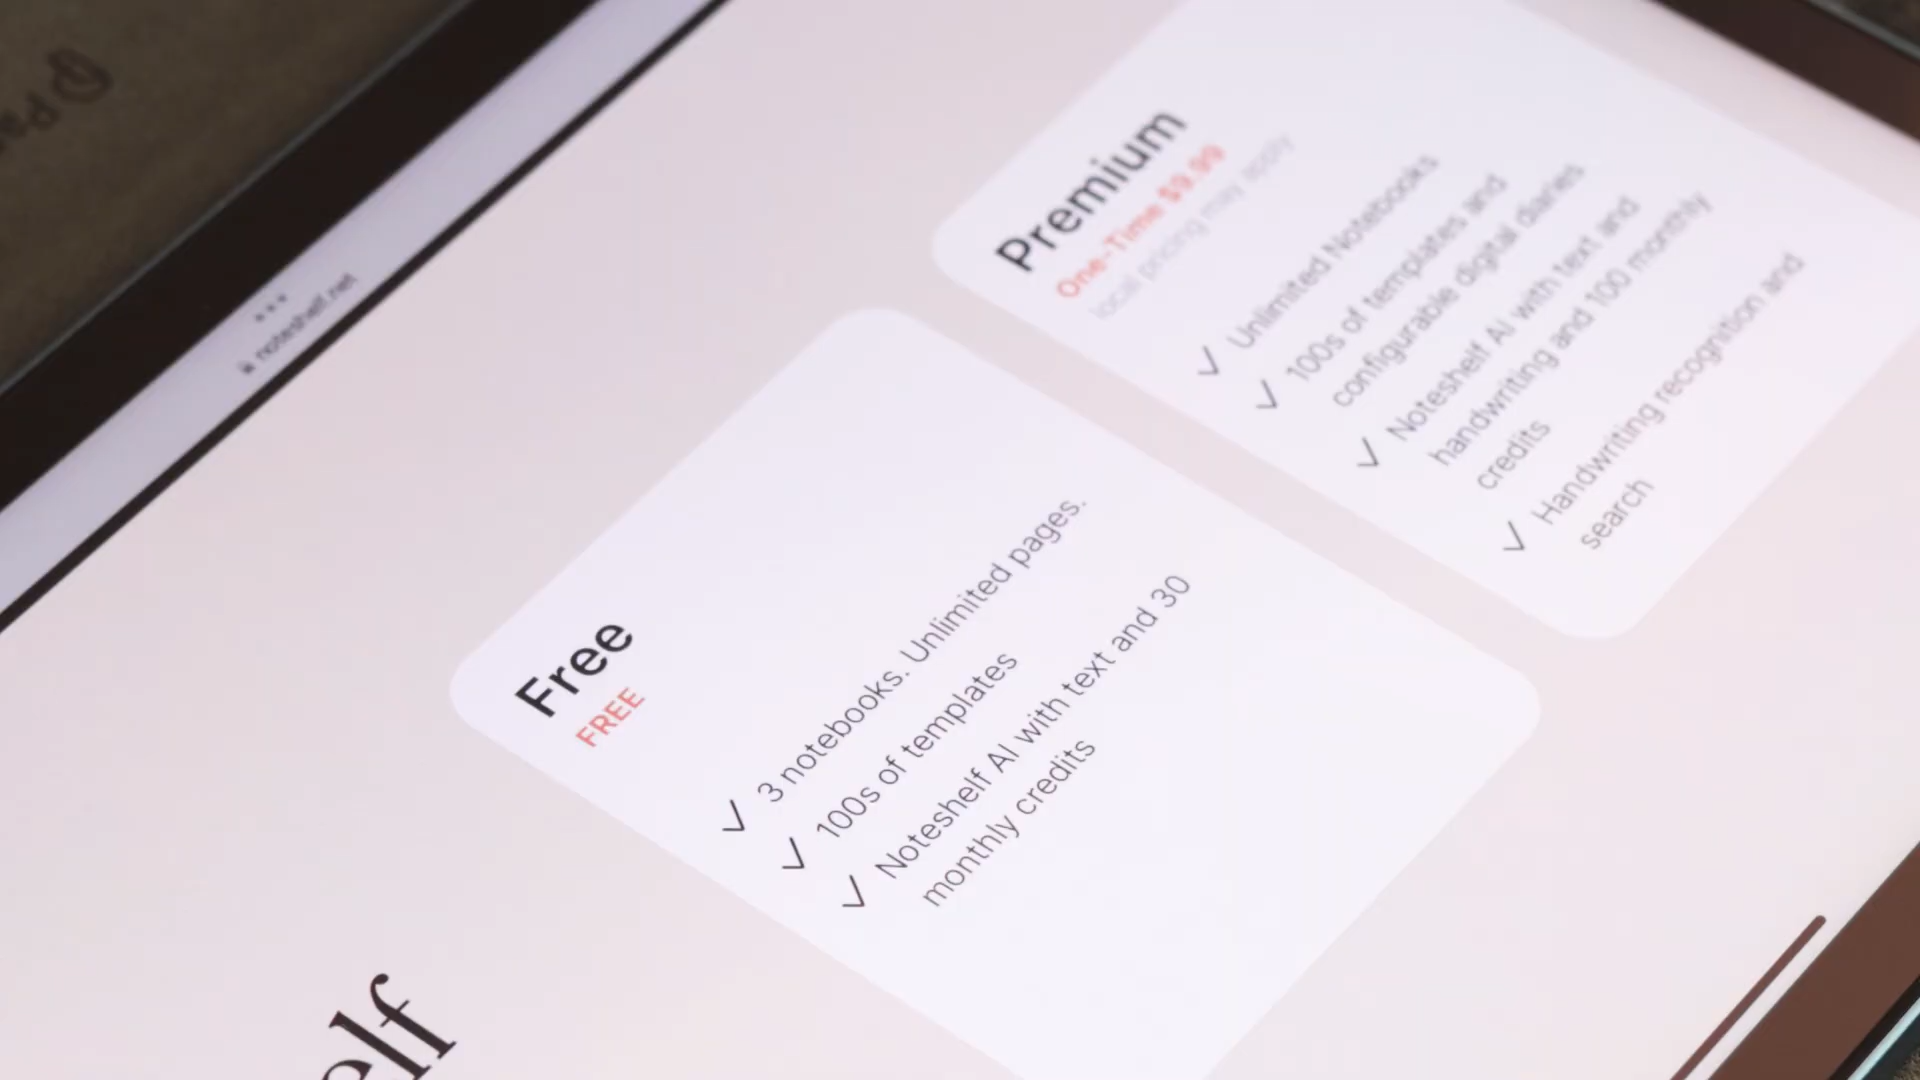 noteshelf.net
Premium
One-Time $9.99
local pricing may apply
✓ Unlimited Notebooks
✓ 100s of templates and
configurable digital diaries
✓ Noteshelf AI with text and
handwriting and 100 monthly
credits
✓ Handwriting recognition and
search
Free
FREE
✓ 3 notebooks. Unlimited pages.
✓ 100s of templates
✓ Noteshelf AI with text and 30
monthly credits
elf